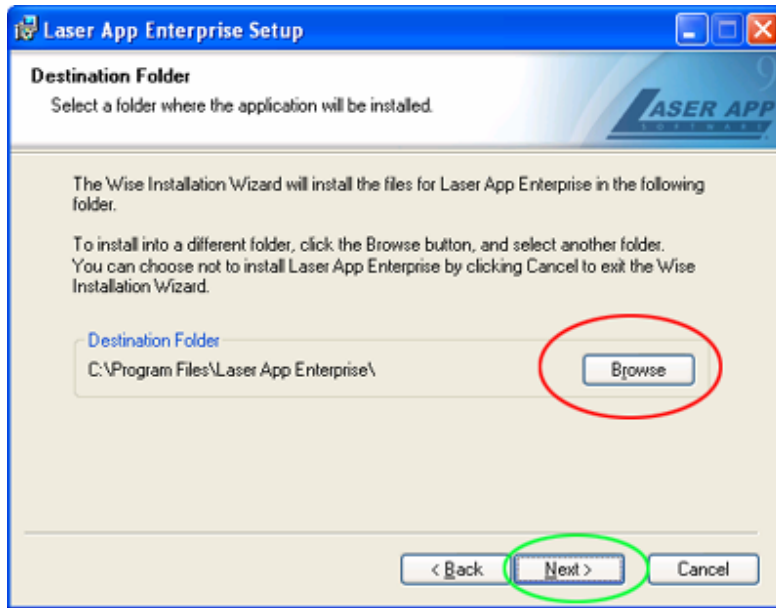 Laser App Enterprise Setup
Destination Folder
Select a folder where the application will be installed.
9
LASER APP
SOFTWARE
The Wise Installation Wizard will install the files for Laser App Enterprise in the following
folder.
To install into a different folder, click the Browse button, and select another folder.
You can choose not to install Laser App Enterprise by clicking Cancel to exit the Wise
Installation Wizard.
Destination Folder
C:\Program Files\Laser App Enterprise\
Browse
< Back
Next >
Cancel